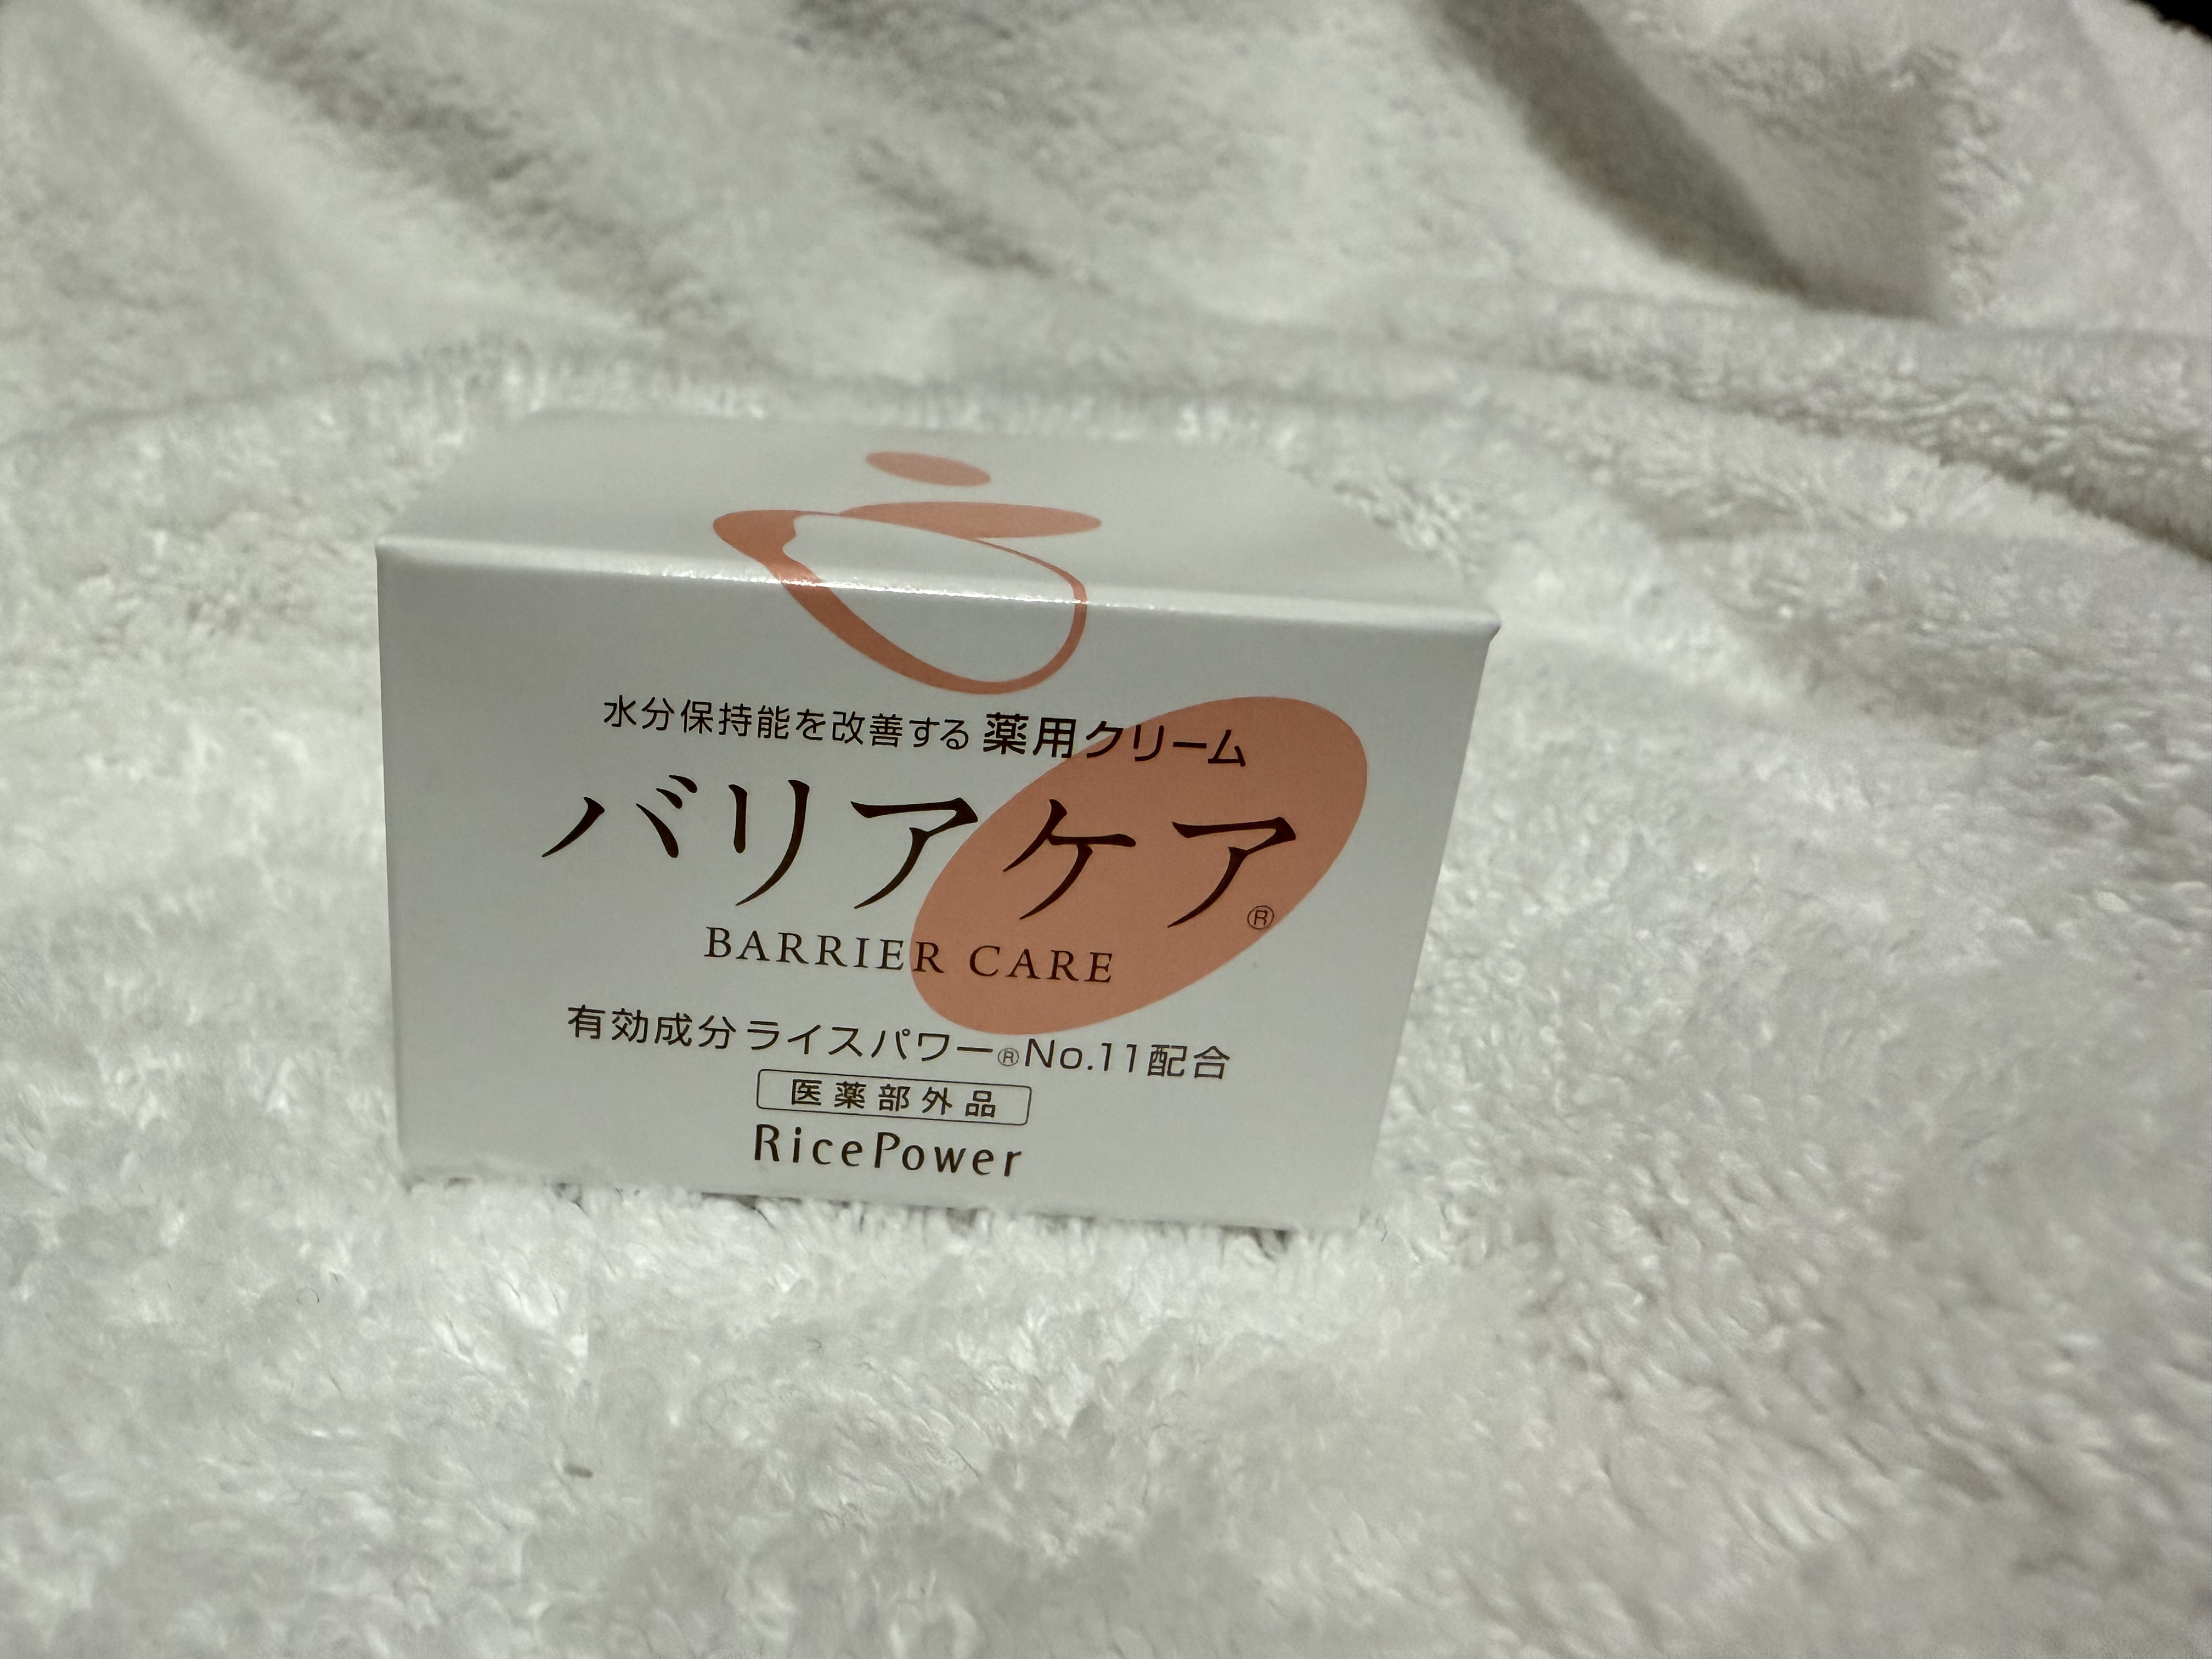 水分保持能を改善する 薬用クリーム
バリアケア®
BARRIER CARE
有効成分ライスパワー®No.11配合
医薬部外品
RicePower